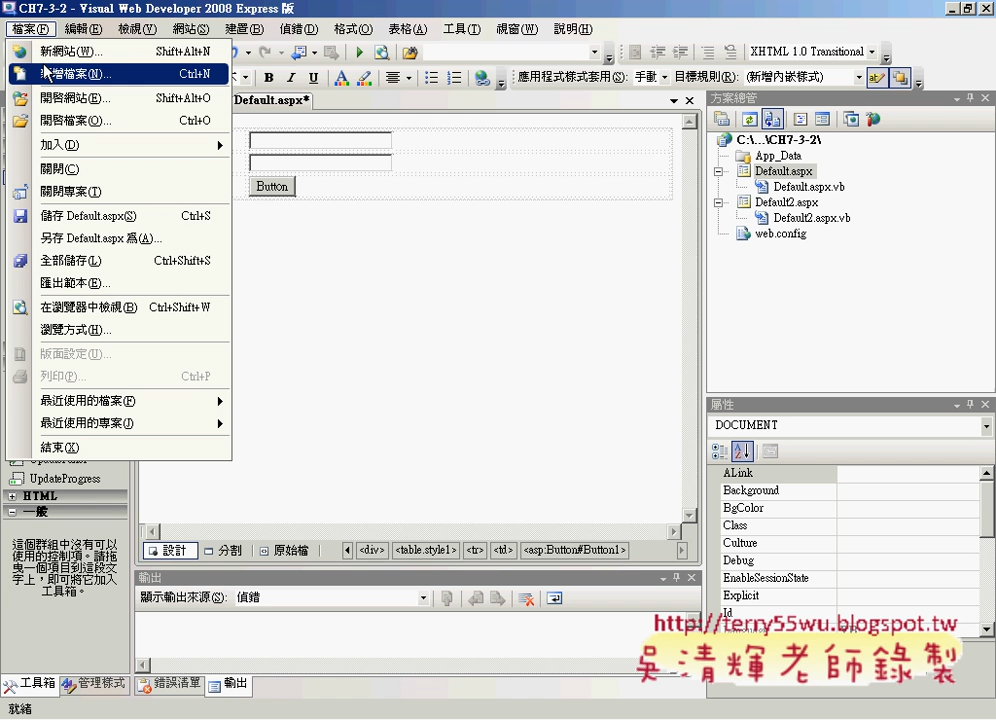 CH7-3-2 - Visual Web Developer 2008 Express 版
檔案(F) 編輯(E) 檢視(V) 網站(S) 建置(B) 偵錯(D) 格式(O) 表格(A) 工具(T) 視窗(W) 說明(H)
新網站(W)... Shift+Alt+N
XHTML 1.0 Transitional
新增檔案(N)... Ctrl+N
B I U A
應用程式樣式套用(S): 手動 目標規則(R): (新增內嵌樣式)
開啟網站(E)... Shift+Alt+O
Default.aspx*
方案總管
開啟檔案(O)... Ctrl+O
加入(D)
關閉(C)
關閉專案(T)
儲存 Default.aspx(S) Ctrl+S
另存 Default.aspx 為(A)...
全部儲存(L) Ctrl+Shift+S
匯出範本(E)...
在瀏覽器中檢視(B) Ctrl+Shift+W
瀏覽方式(H)...
版面設定(U)...
列印(P)... Ctrl+P
最近使用的檔案(F)
最近使用的專案(J)
結束(X)
Button
C:\...\CH7-3-2\
App_Data
Default.aspx
Default.aspx.vb
Default2.aspx
Default2.aspx.vb
web.config
屬性
DOCUMENT
ALink
Background
BgColor
Class
Culture
Debug
EnableSessionState
Explicit
Id
UpdateProgress
HTML
一般
這個群組中沒有可以
使用的控制項。請拖
曳一個項目到這段文
字上，即可將它加入
工具箱。
設計 分割 原始檔 <div> <table.style1> <tr> <td> <asp:Button#Button1>
輸出
顯示輸出來源(S): 偵錯
http://terry55wu.blogspot.tw
吳清輝老師錄製
工具箱 管理樣式 錯誤清單 輸出
就緒